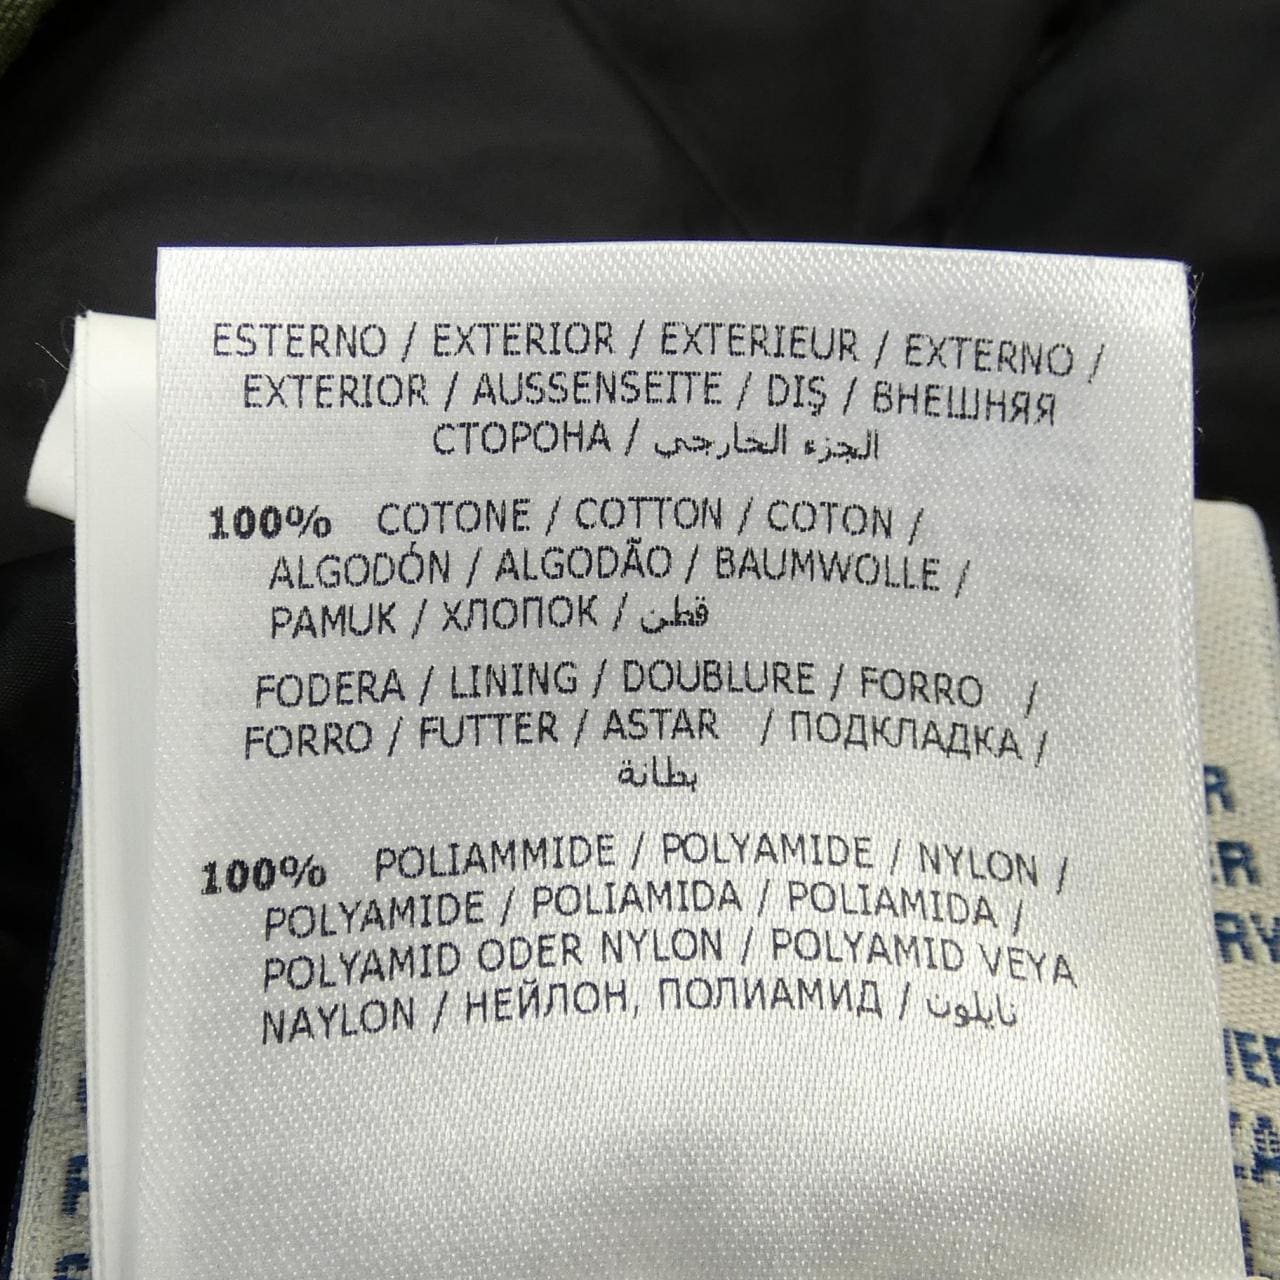 ESTERNO / EXTERIOR / EXTERIEUR / EXTERNO /
EXTERIOR / AUSSENSEITE / DIŞ / ВНЕШНЯЯ
СТОРОНА / الجزء الخارجي
100% COTONE / COTTON / COTON /
ALGODÓN / ALGODÃO / BAUMWOLLE /
PAMUK / ХЛОПОК / قطن
FODERA / LINING / DOUBLURE / FORRO /
FORRO / FUTTER / ASTAR / ПОДКЛАДКА /
بطانة
100% POLIAMMIDE / POLYAMIDE / NYLON /
POLYAMIDE / POLIAMIDA / POLIAMIDA /
POLYAMID ODER NYLON / POLYAMID VEYA
NAYLON / НЕЙЛОН, ПОЛИАМИД / نايلون